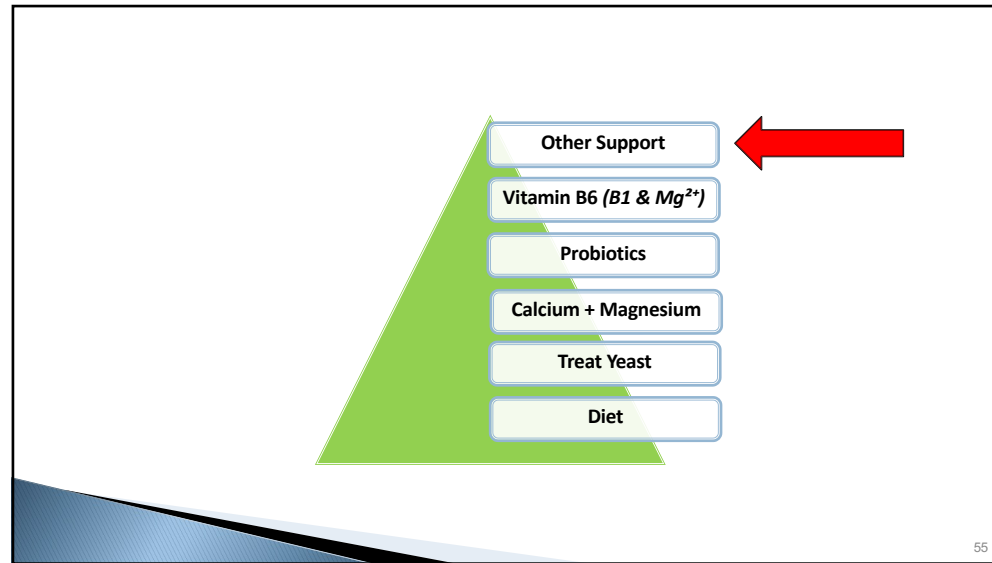 Other Support
Vitamin B6 (B1 & Mg²⁺)
Probiotics
Calcium + Magnesium
Treat Yeast
Diet
55